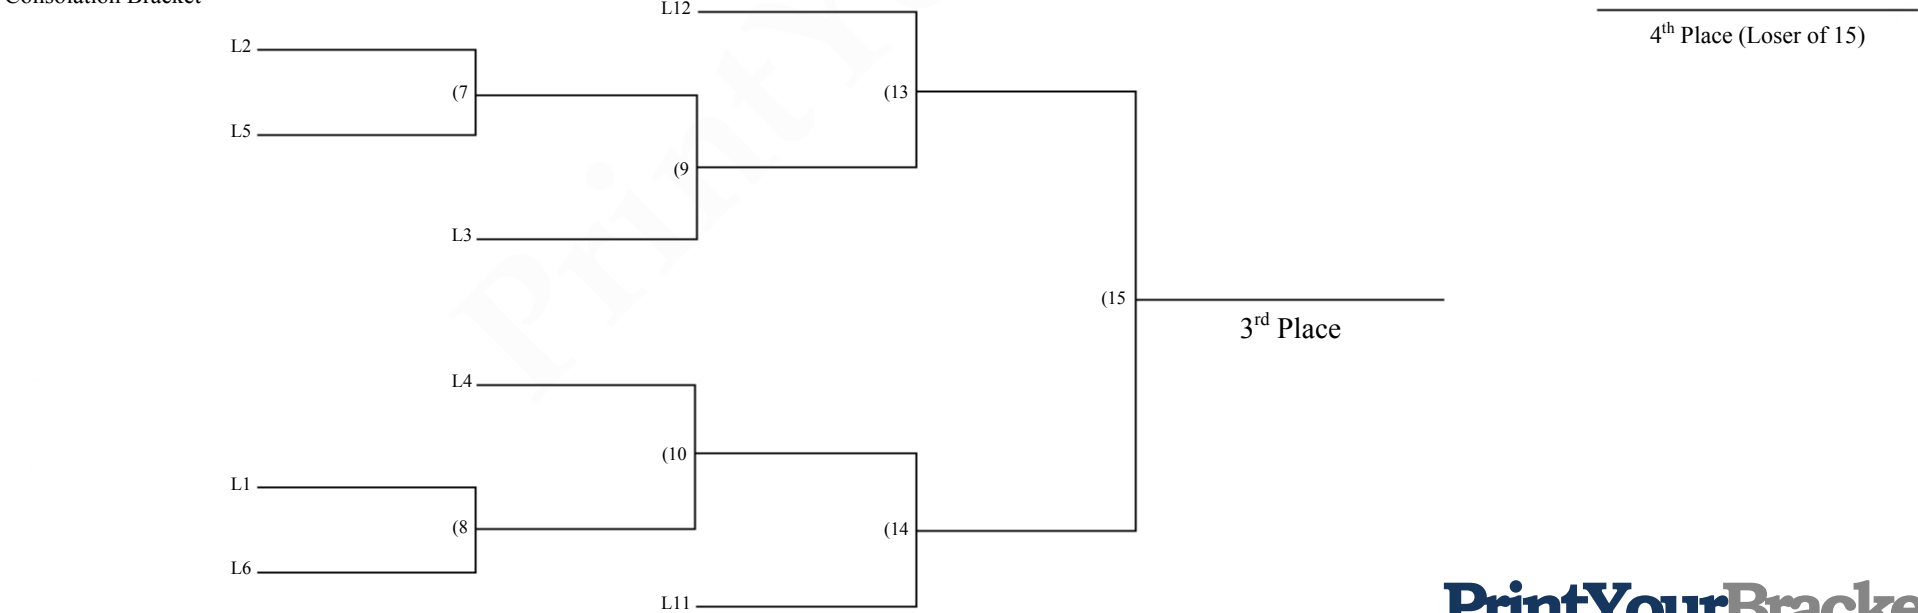 Consolation Bracket
L12
4th Place (Loser of 15)
L2
(7
(13
L5
(9
L3
(15
3rd Place
L4
(10
L1
(8
(14
L6
L11
PrintYourBracke
PrintY